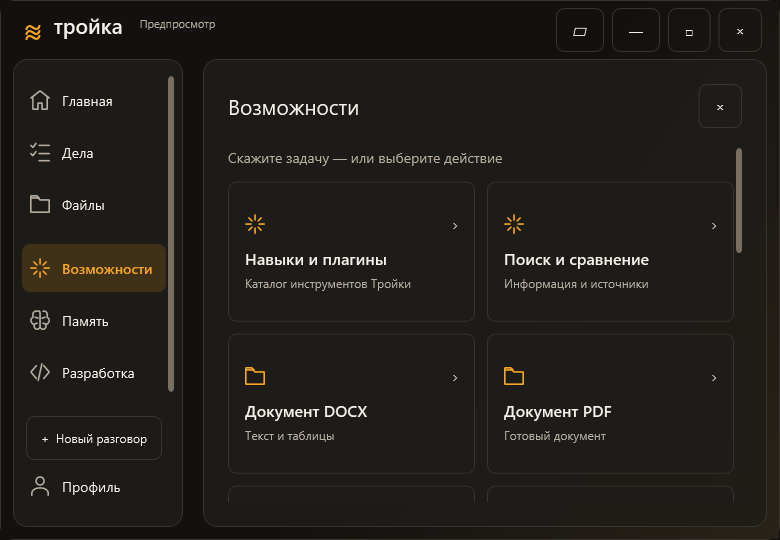 тройка
Предпросмотр
Главная
Дела
Файлы
Возможности
Память
Разработка
+ Новый разговор
Профиль
Возможности
Скажите задачу — или выберите действие
Навыки и плагины
Каталог инструментов Тройки
Поиск и сравнение
Информация и источники
Документ DOCX
Текст и таблицы
Документ PDF
Готовый документ